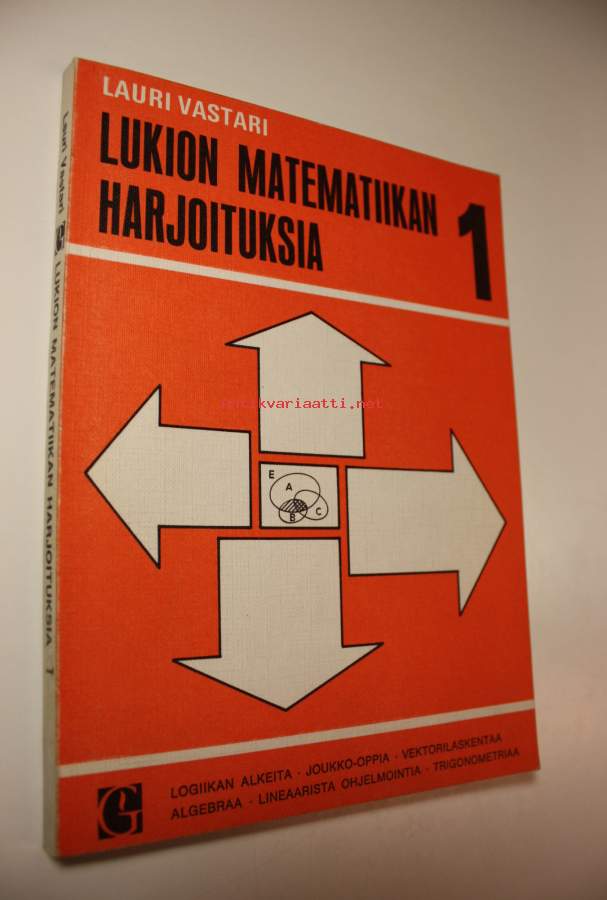 LAURI VASTARI
LUKION MATEMATIIKAN
HARJOITUKSIA
1
antikvariaatti.net
E
A
B
C
LOGIIKAN ALKEITA · JOUKKO-OPPIA · VEKTORILASKENTAA
ALGEBRAA · LINEAARISTA OHJELMOINTIA · TRIGONOMETRIAA
G
Lauri Vastari LUKION MATEMATIIKAN HARJOITUKSIA 1